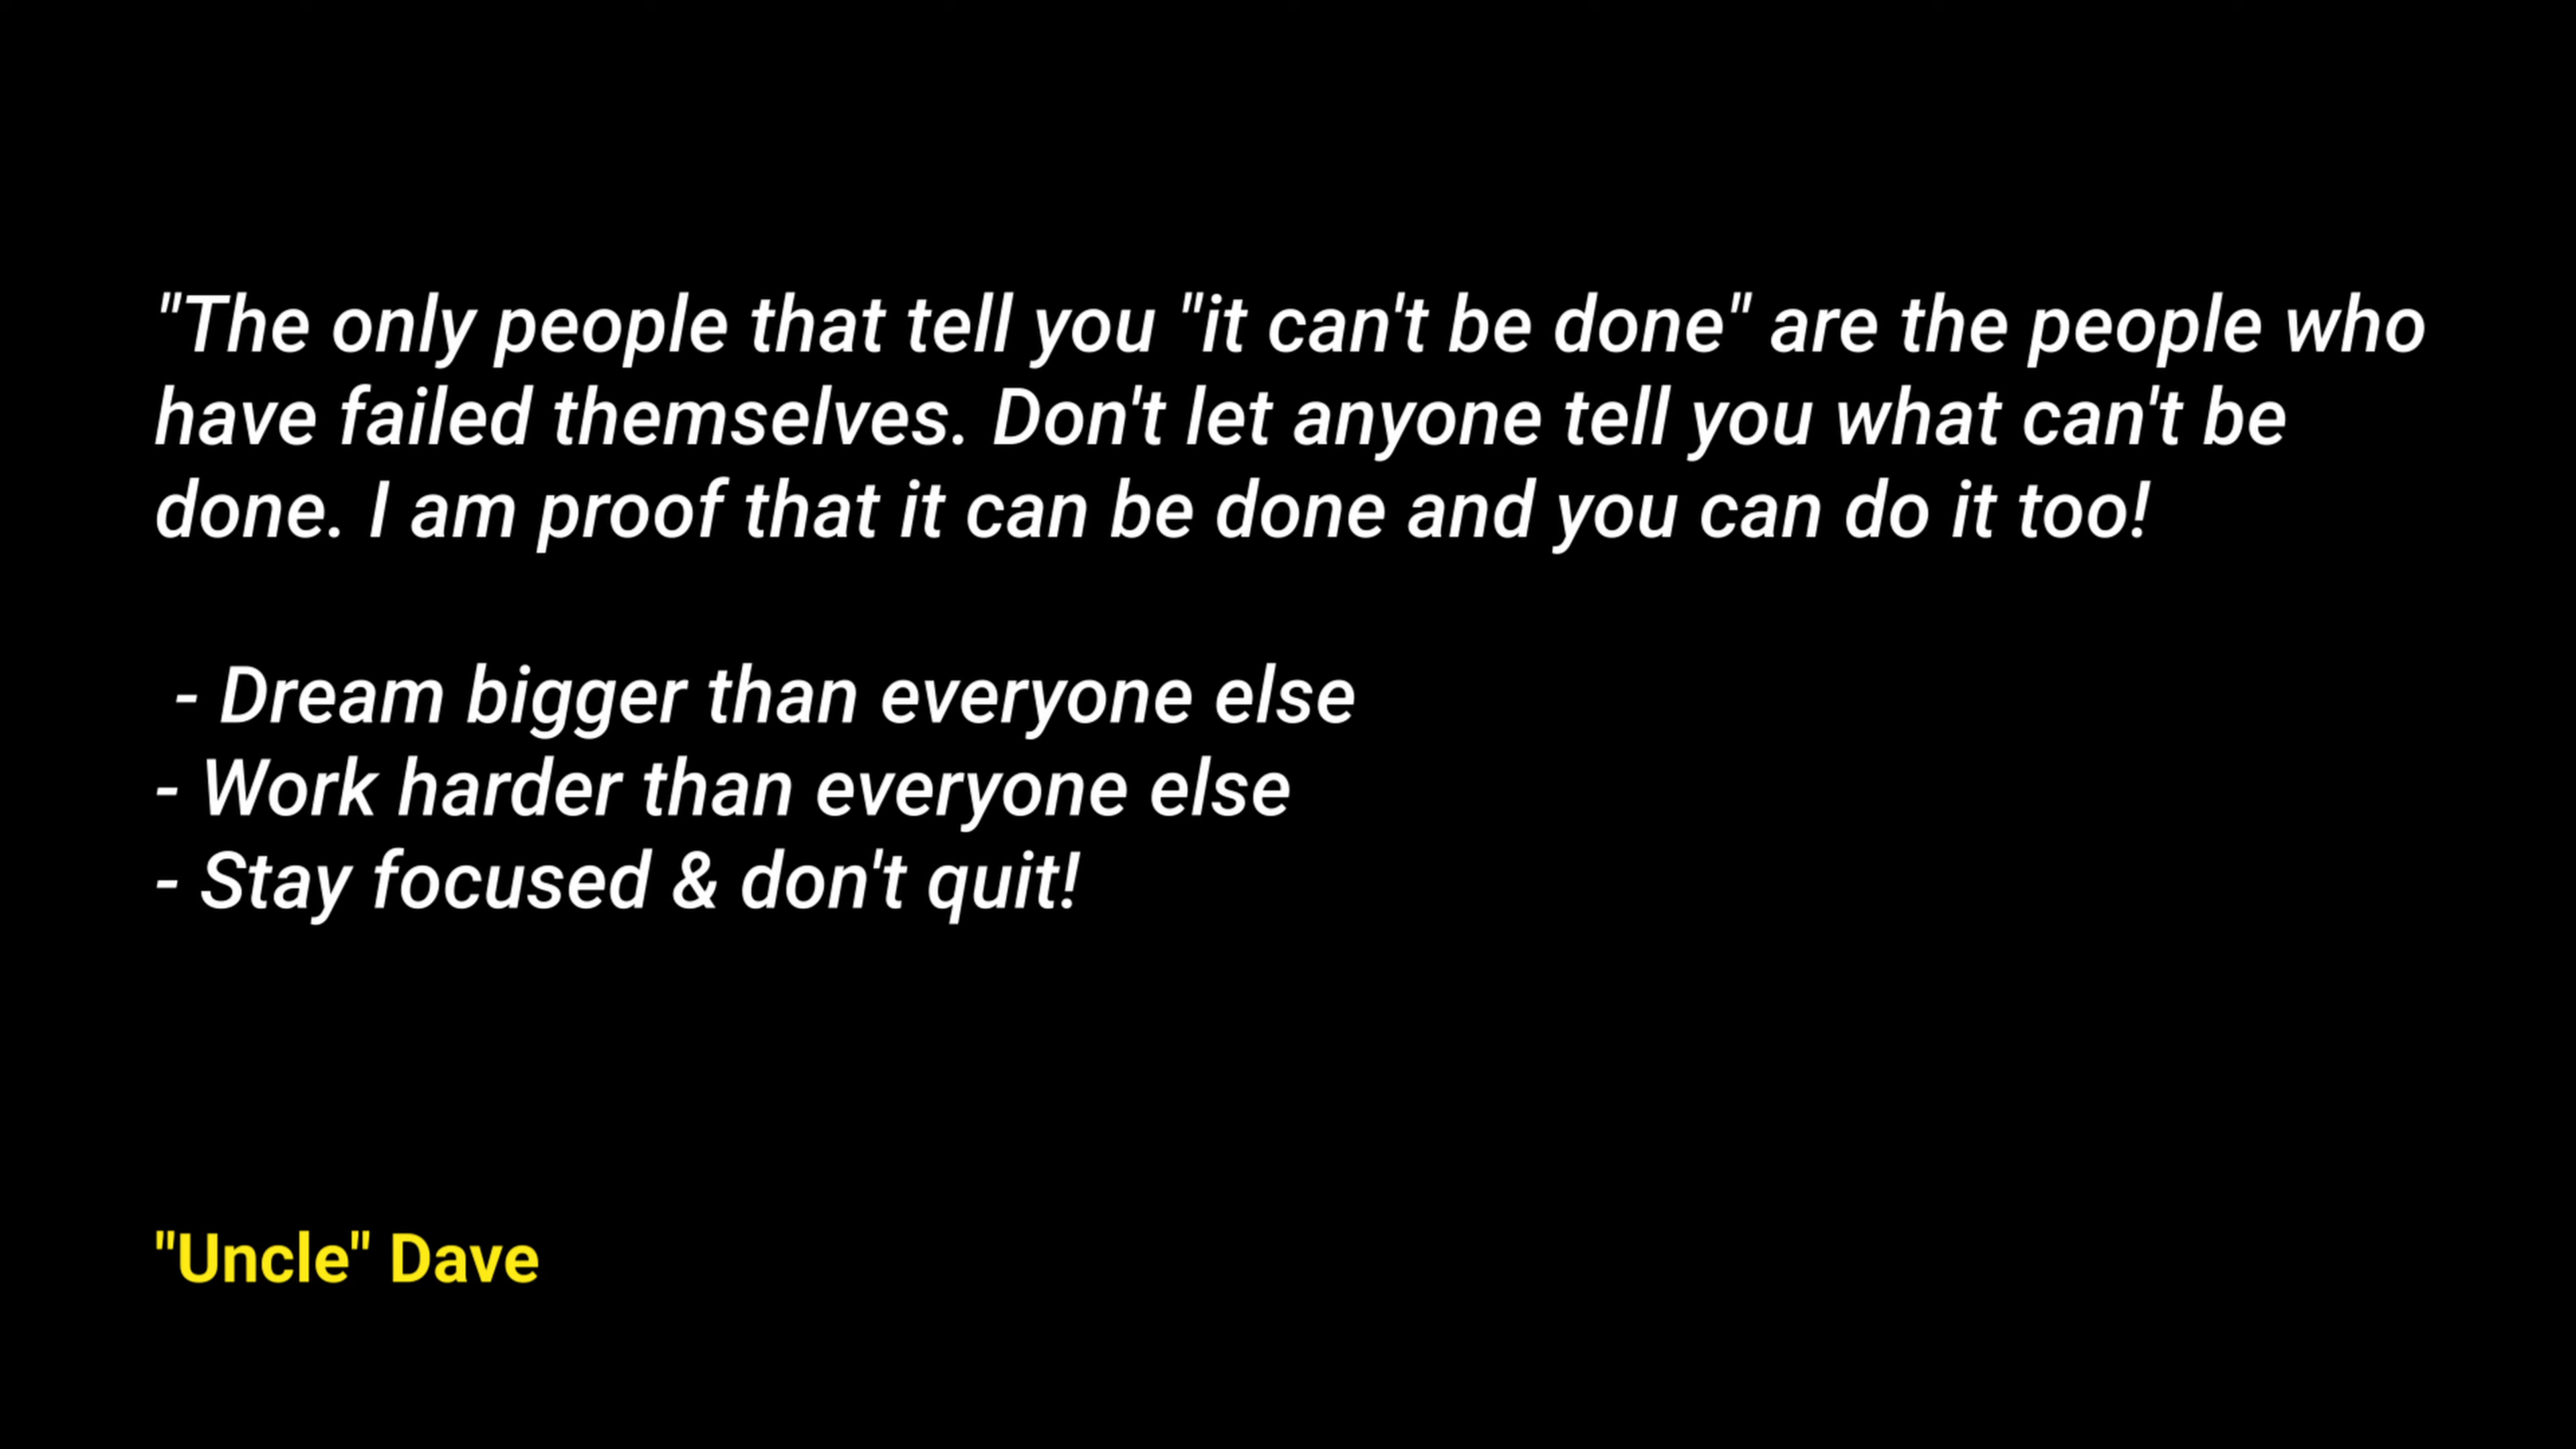 "The only people that tell you "it can't be done" are the people who
have failed themselves. Don't let anyone tell you what can't be
done. I am proof that it can be done and you can do it too!
- Dream bigger than everyone else
- Work harder than everyone else
- Stay focused & don't quit!
"Uncle" Dave